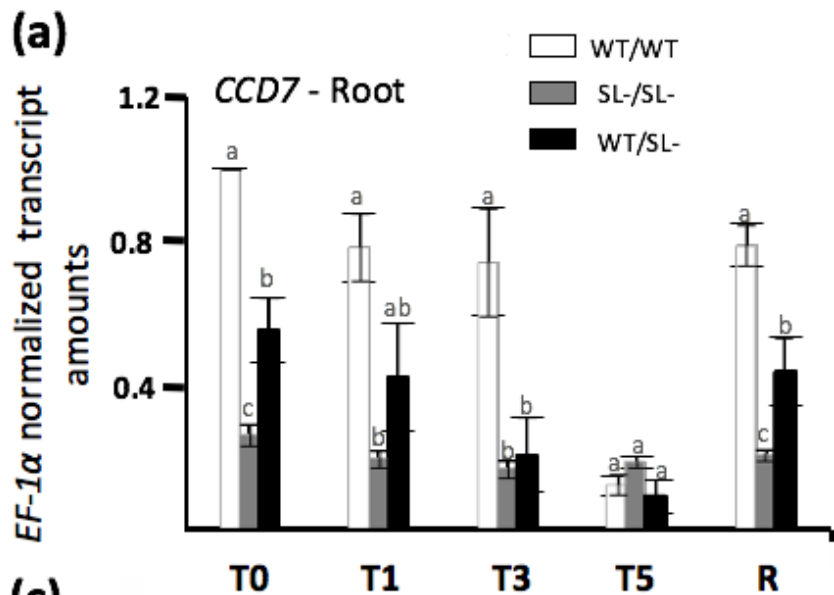 (a)
WT/WT
SL-/SL-
WT/SL-
CCD7 - Root
EF-1α normalized transcript
amounts
1.2
0.8
0.4
a
c
b
a
b
ab
a
b
b
a
a
a
a
c
b
T0
T1
T3
T5
R